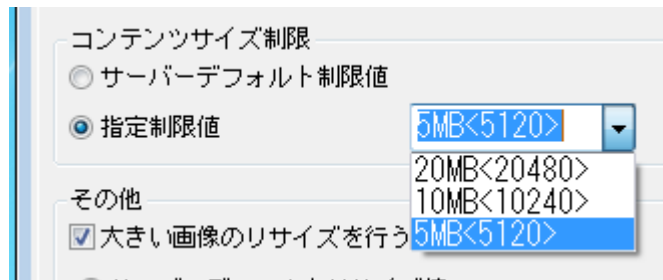 コンテンツサイズ制限
サーバーデフォルト制限値
指定制限値
5MB<5120>
20MB<20480>
10MB<10240>
5MB<5120>
その他
大きい画像のリサイズを行う